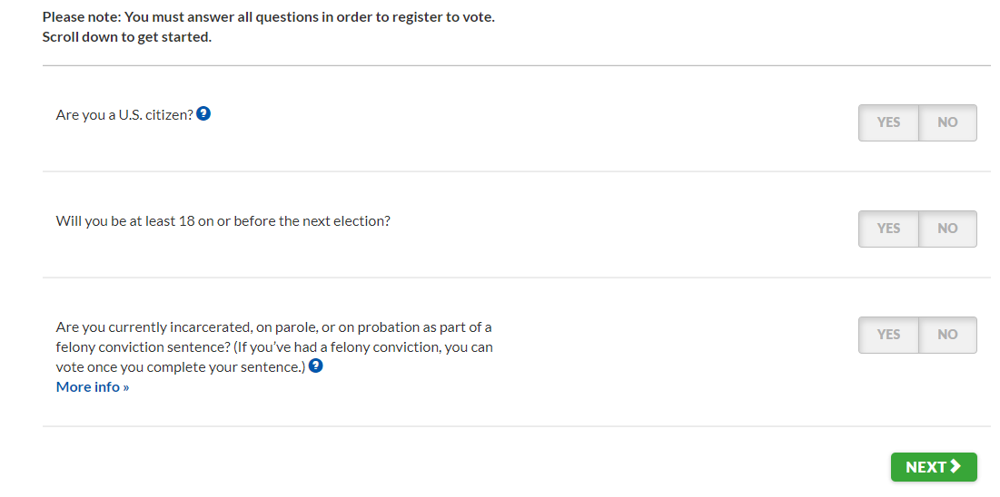 Please note: You must answer all questions in order to register to vote.
Scroll down to get started.
Are you a U.S. citizen? ?
YES NO
Will you be at least 18 on or before the next election?
YES NO
Are you currently incarcerated, on parole, or on probation as part of a
felony conviction sentence? (If you’ve had a felony conviction, you can
vote once you complete your sentence.) ?
More info »
YES NO
NEXT